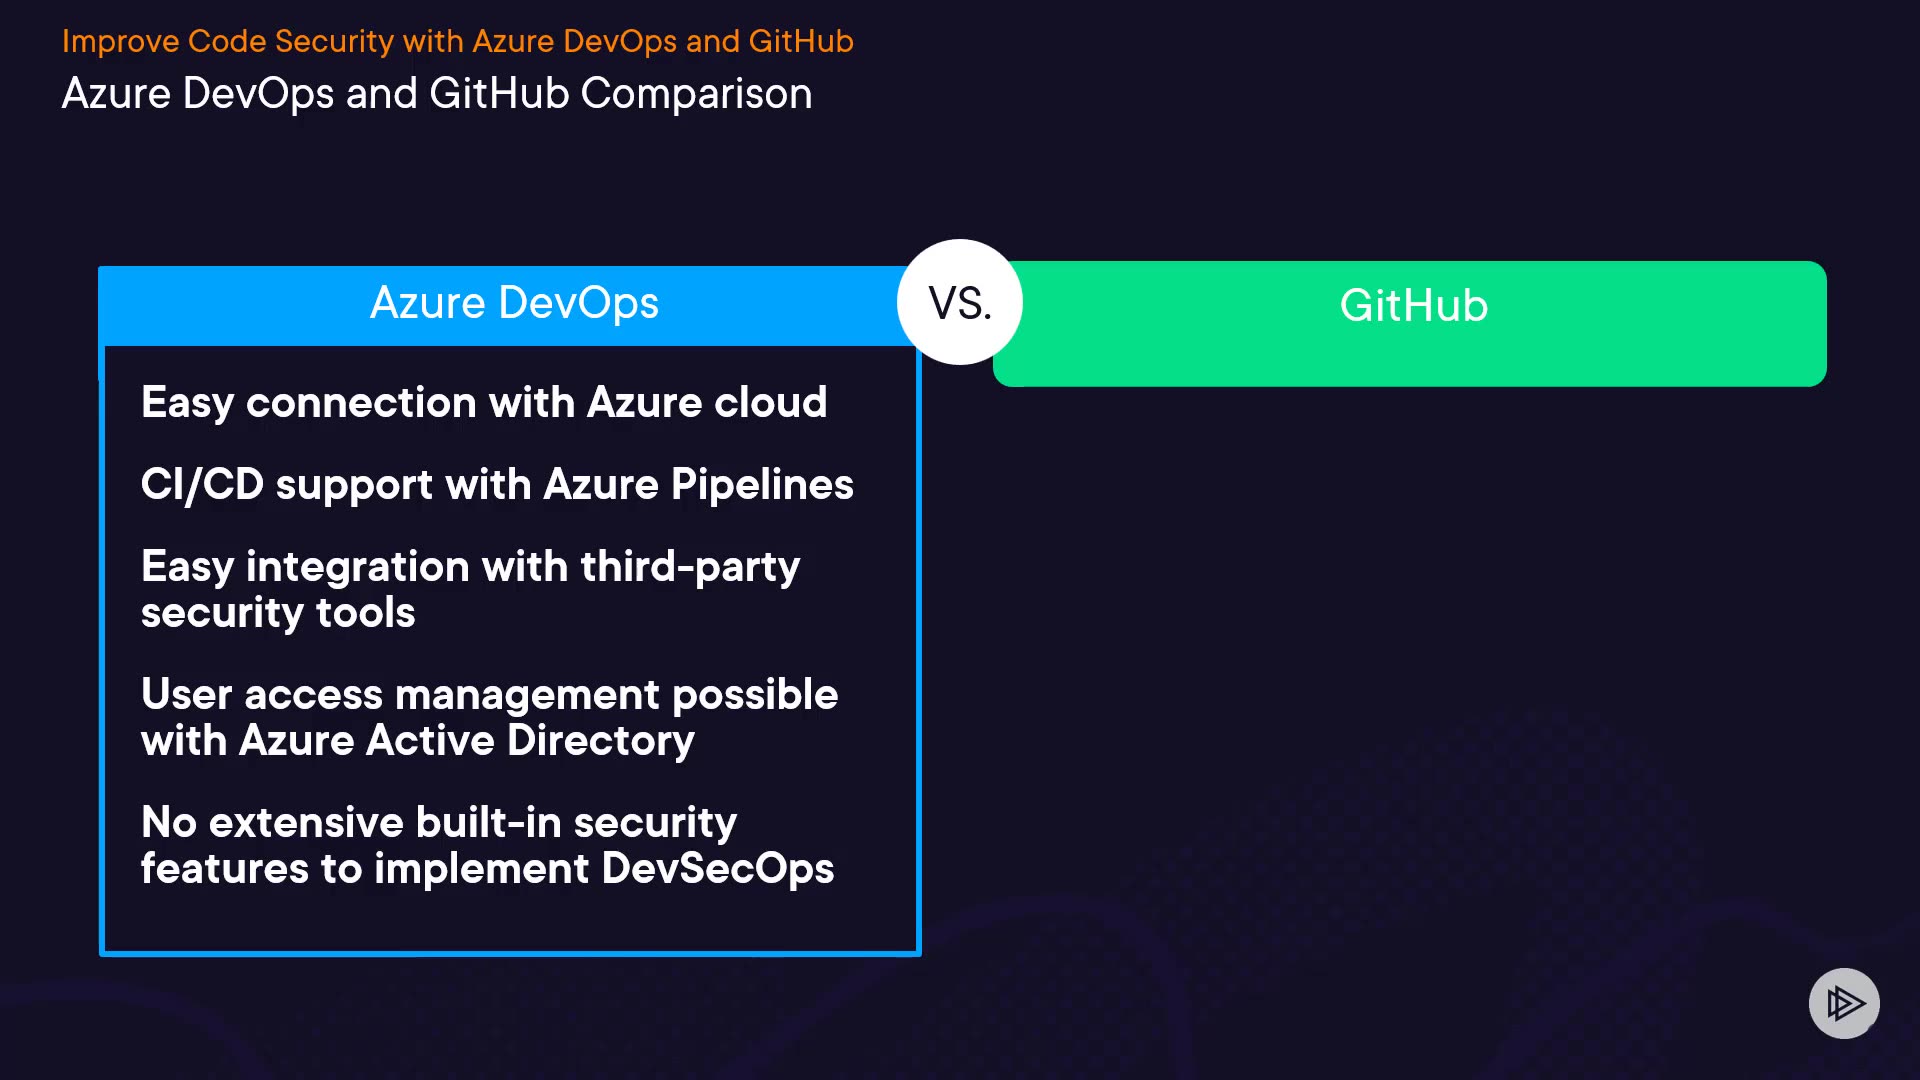 Improve Code Security with Azure DevOps and GitHub
Azure DevOps and GitHub Comparison
Azure DevOps
VS.
GitHub
Easy connection with Azure cloud
CI/CD support with Azure Pipelines
Easy integration with third-party
security tools
User access management possible
with Azure Active Directory
No extensive built-in security
features to implement DevSecOps